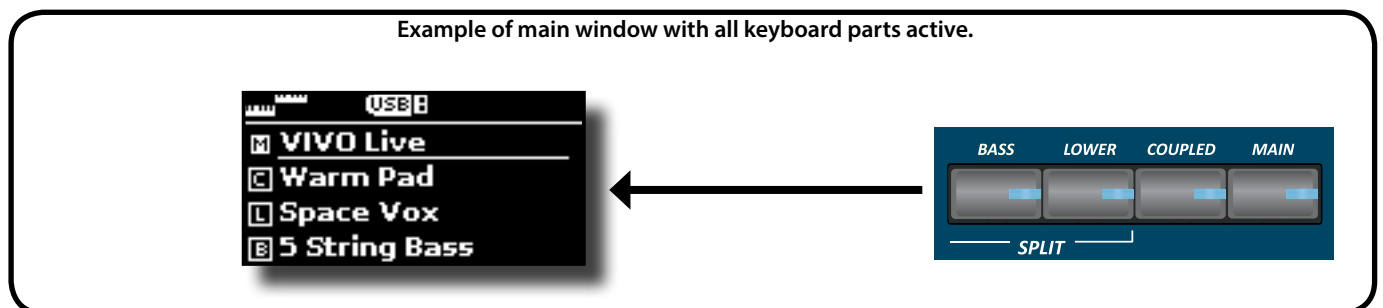 Example of main window with all keyboard parts active.
USB
M VIVO Live
C Warm Pad
L Space Vox
B 5 String Bass
BASS LOWER COUPLED MAIN
SPLIT